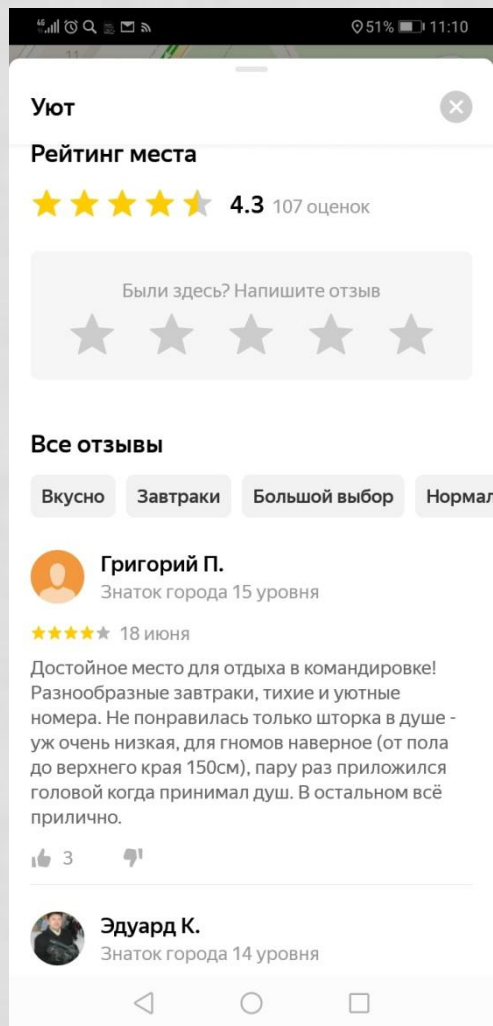 46
51% 11:10
11
Уют
Рейтинг места
4.3 107 оценок
Были здесь? Напишите отзыв
Все отзывы
Вкусно Завтраки Большой выбор Нормал
Григорий П.
Знаток города 15 уровня
18 июня
Достойное место для отдыха в командировке!
Разнообразные завтраки, тихие и уютные
номера. Не понравилась только шторка в душе -
уж очень низкая, для гномов наверное (от пола
до верхнего края 150см), пару раз приложился
головой когда принимал душ. В остальном всё
прилично.
3
Эдуард К.
Знаток города 14 уровня